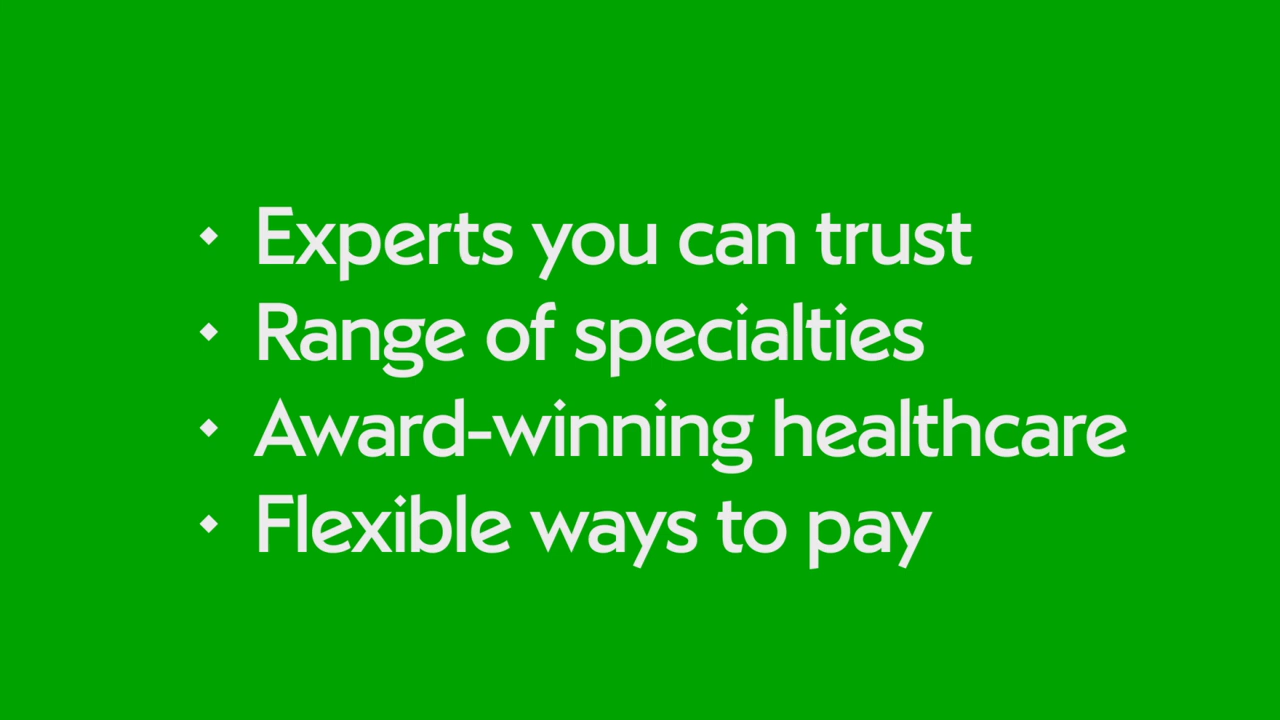 ◆ Experts you can trust
◆ Range of specialties
◆ Award-winning healthcare
◆ Flexible ways to pay